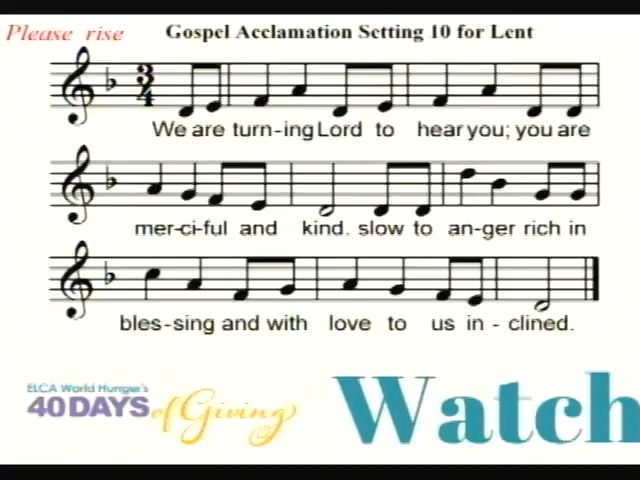 Please rise
Gospel Acclamation Setting 10 for Lent
3
4
We are turn-ing Lord to hear you; you are
mer-ci-ful and kind. slow to an-ger rich in
bles-sing and with love to us in - clined.
ELCA World Hunger's
40 DAYS of Giving
Watch